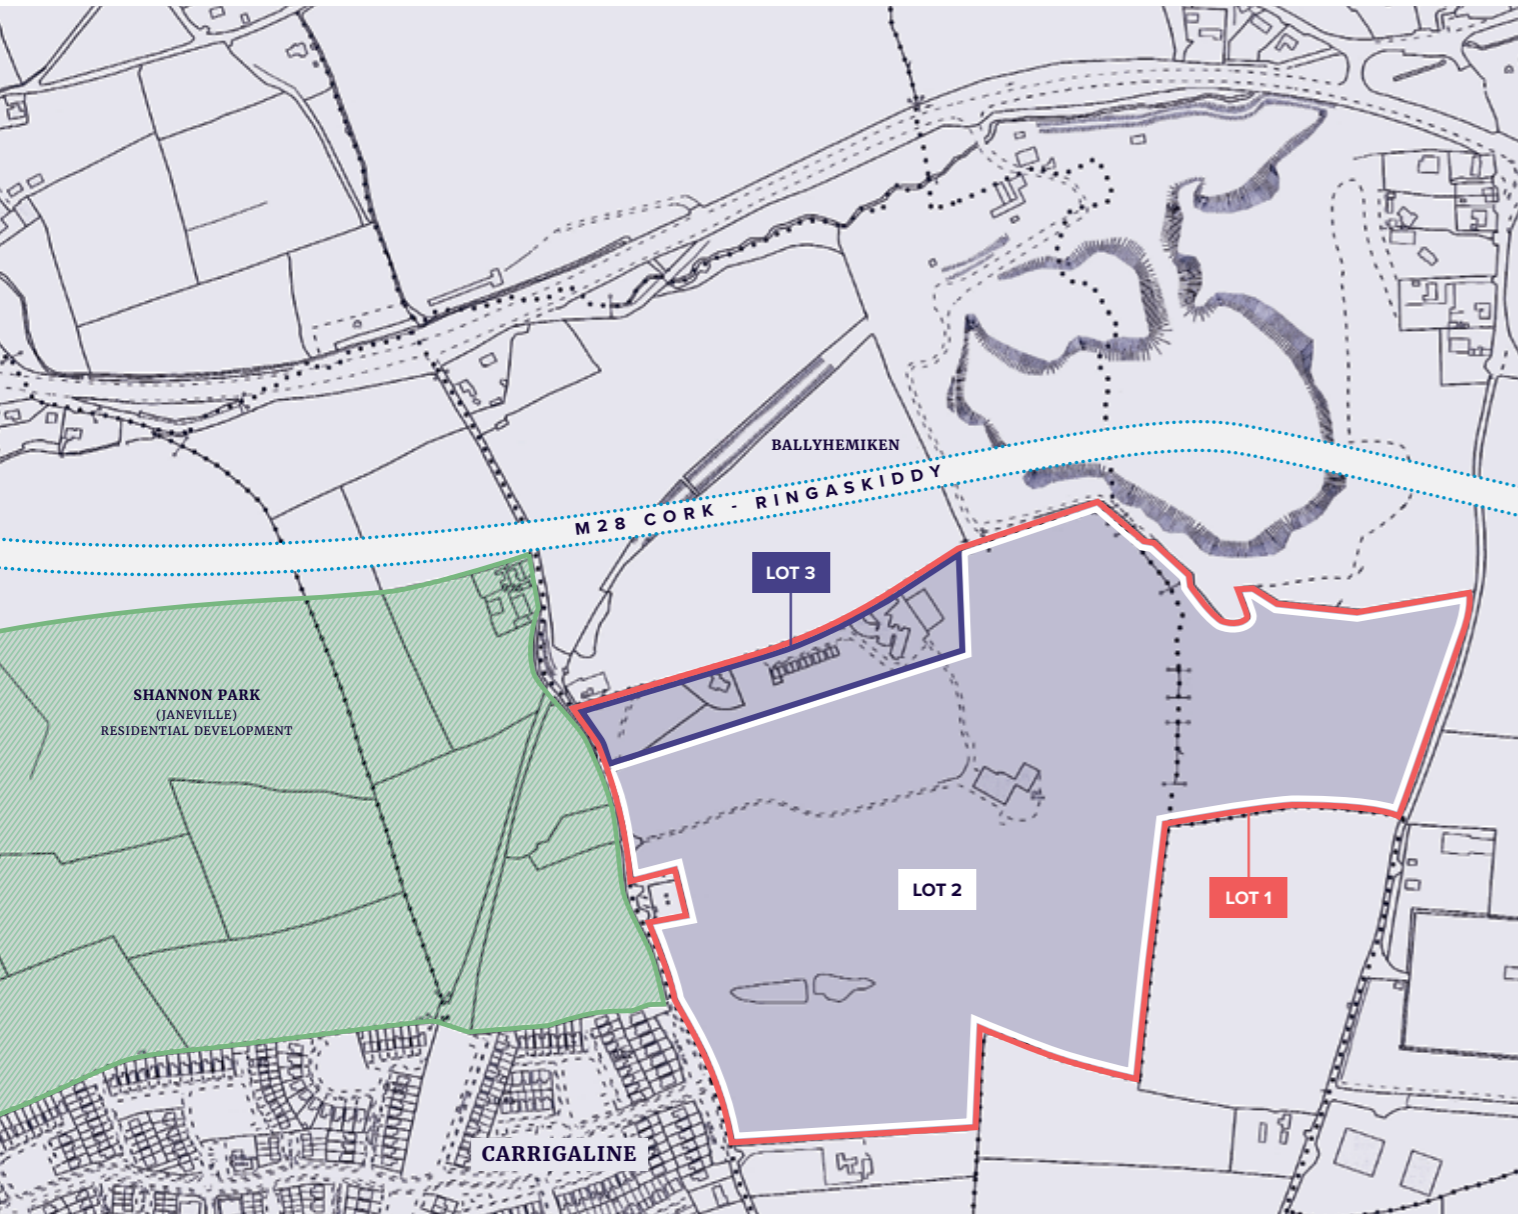 BALLYHEMIKEN
M28 CORK - RINGASKIDDY
LOT 3
SHANNON PARK
(JANEVILLE)
RESIDENTIAL DEVELOPMENT
LOT 2
LOT 1
CARRIGALINE